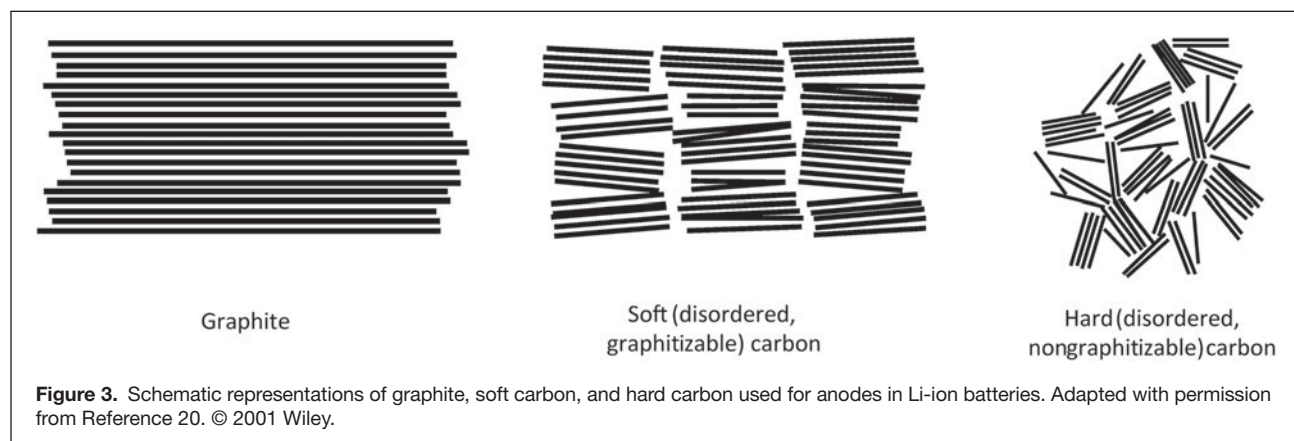 Graphite
Soft (disordered,
graphitizable) carbon
Hard (disordered,
nongraphitizable) carbon
Figure 3. Schematic representations of graphite, soft carbon, and hard carbon used for anodes in Li-ion batteries. Adapted with permission
from Reference 20. © 2001 Wiley.